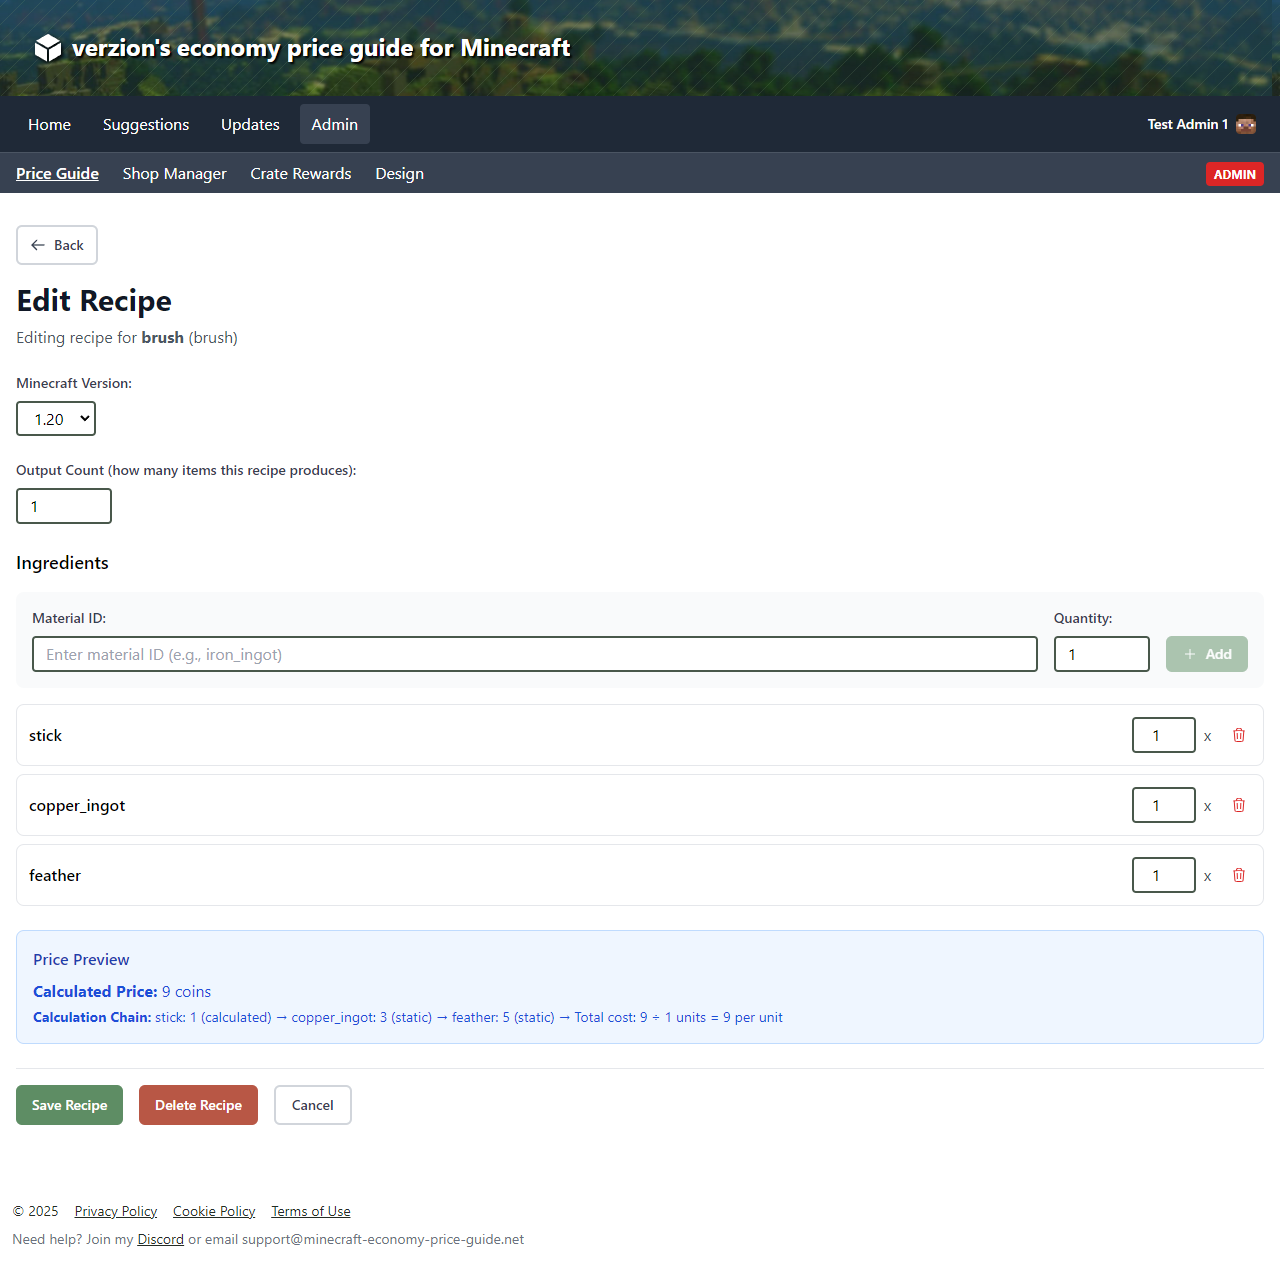 verzion's economy price guide for Minecraft
Home Suggestions Updates Admin Test Admin 1
Price Guide Shop Manager Crate Rewards Design ADMIN
Back
Edit Recipe
Editing recipe for brush (brush)
Minecraft Version:
1.20
Output Count (how many items this recipe produces):
1
Ingredients
Material ID: Quantity:
Enter material ID (e.g., iron_ingot) 1 + Add
stick 1 x
copper_ingot 1 x
feather 1 x
Price Preview
Calculated Price: 9 coins
Calculation Chain: stick: 1 (calculated) → copper_ingot: 3 (static) → feather: 5 (static) → Total cost: 9 ÷ 1 units = 9 per unit
Save Recipe Delete Recipe Cancel
© 2025 Privacy Policy Cookie Policy Terms of Use
Need help? Join my Discord or email support@minecraft-economy-price-guide.net